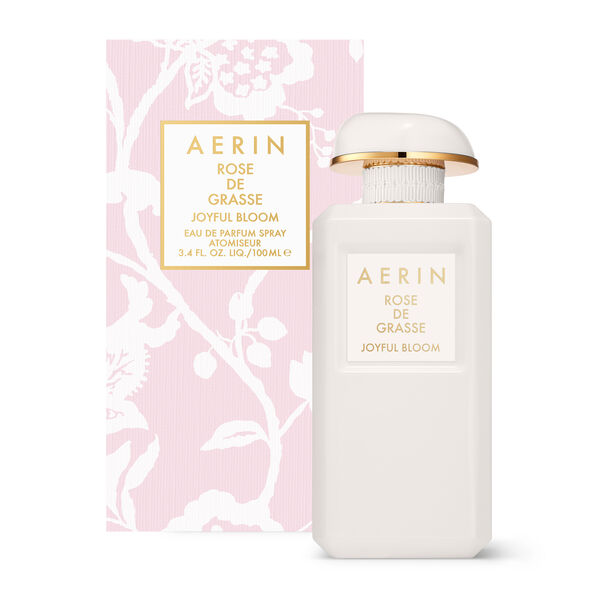 AERIN
ROSE
DE
GRASSE
JOYFUL BLOOM
EAU DE PARFUM SPRAY
ATOMISEUR
3.4 FL. OZ. LIQ./100ML ℮
AERIN
ROSE
DE
GRASSE
JOYFUL BLOOM